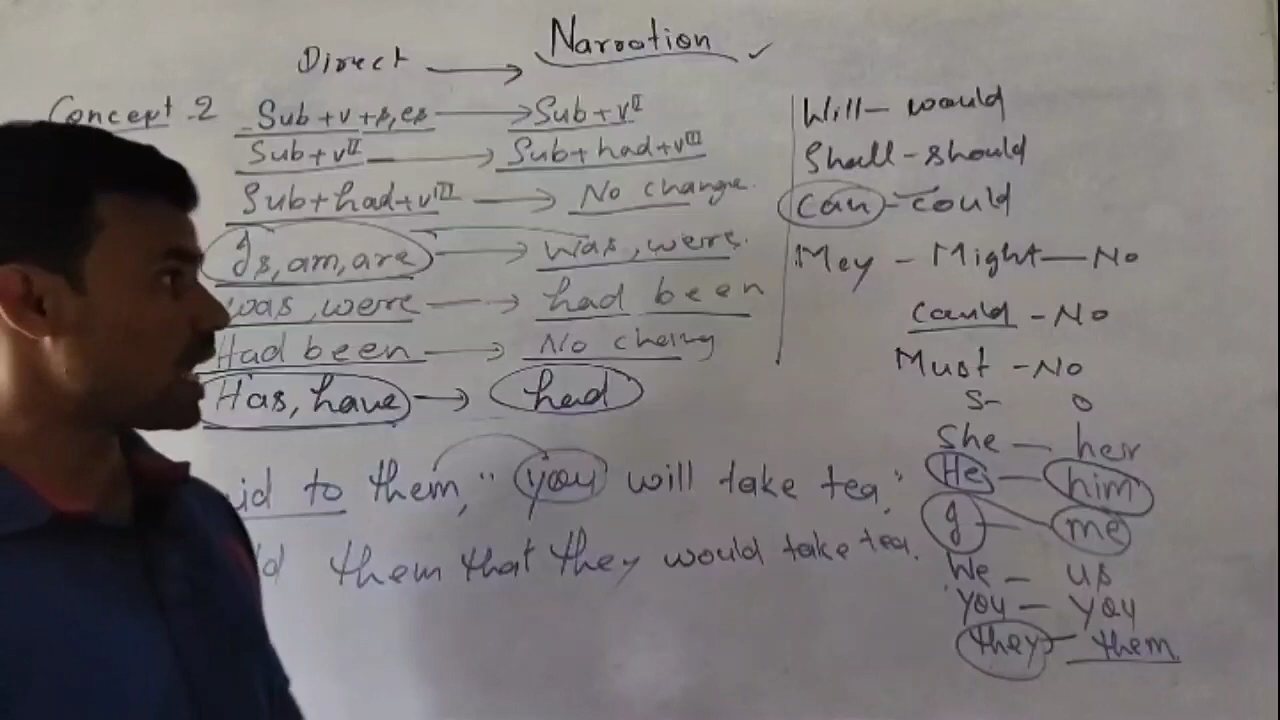 Narration
Direct →
Concept-2 Sub+v+s,es → Sub+vII
Sub+vII → Sub+had+vIII
Sub+had+vIII → No change.
Is, am, are → was, were.
was, were → had been
Had been → No chang
Has, have → had
id to them, "you will take tea."
d them that they would take tea.
Will - would
Shall - should
Can - could
Mey - Might - No
Could - No
Must - No
S- O
She - her
He - him
I - me
We - us
you - you
they - them